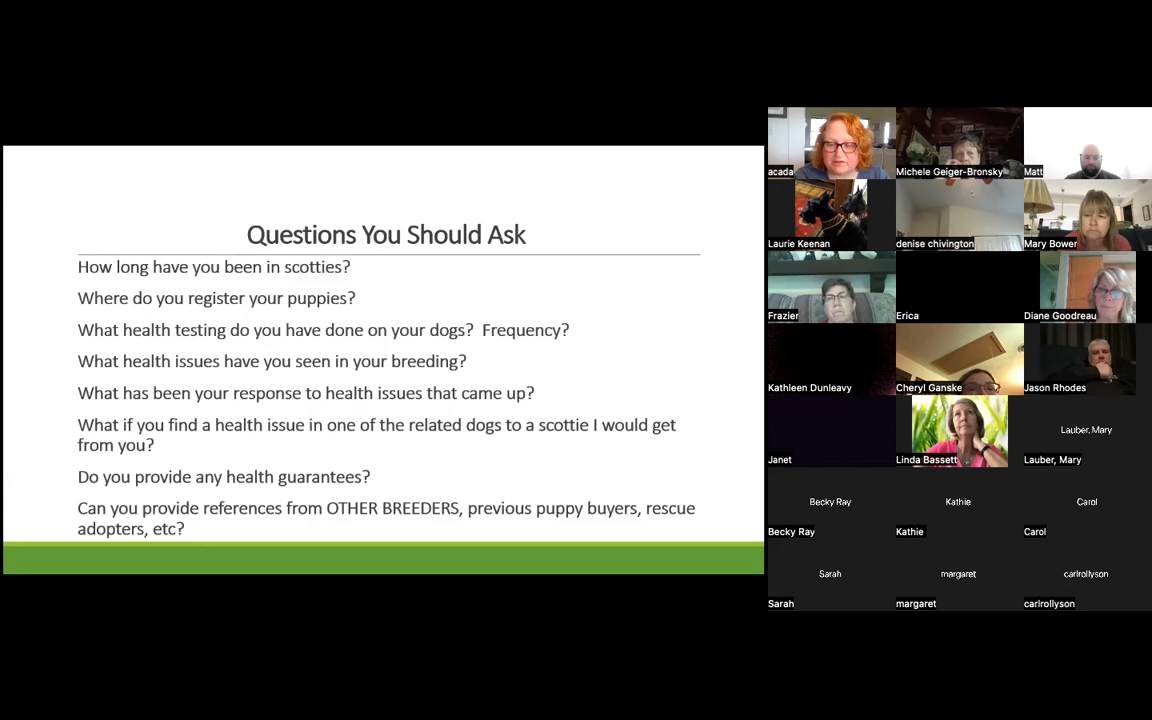 Questions You Should Ask
How long have you been in scotties?
Where do you register your puppies?
What health testing do you have done on your dogs? Frequency?
What health issues have you seen in your breeding?
What has been your response to health issues that came up?
What if you find a health issue in one of the related dogs to a scottie I would get
from you?
Do you provide any health guarantees?
Can you provide references from OTHER BREEDERS, previous puppy buyers, rescue
adopters, etc?
acada
Michele Geiger-Bronsky
Matt
Laurie Keenan
denise chivington
Mary Bower
Frazier
Erica
Diane Goodreau
Kathleen Dunleavy
Cheryl Ganske
Jason Rhodes
Janet
Linda Bassett
Lauber, Mary
Lauber, Mary
Becky Ray
Becky Ray
Kathie
Kathie
Carol
Carol
Sarah
Sarah
margaret
margaret
carlrollyson
carlrollyson